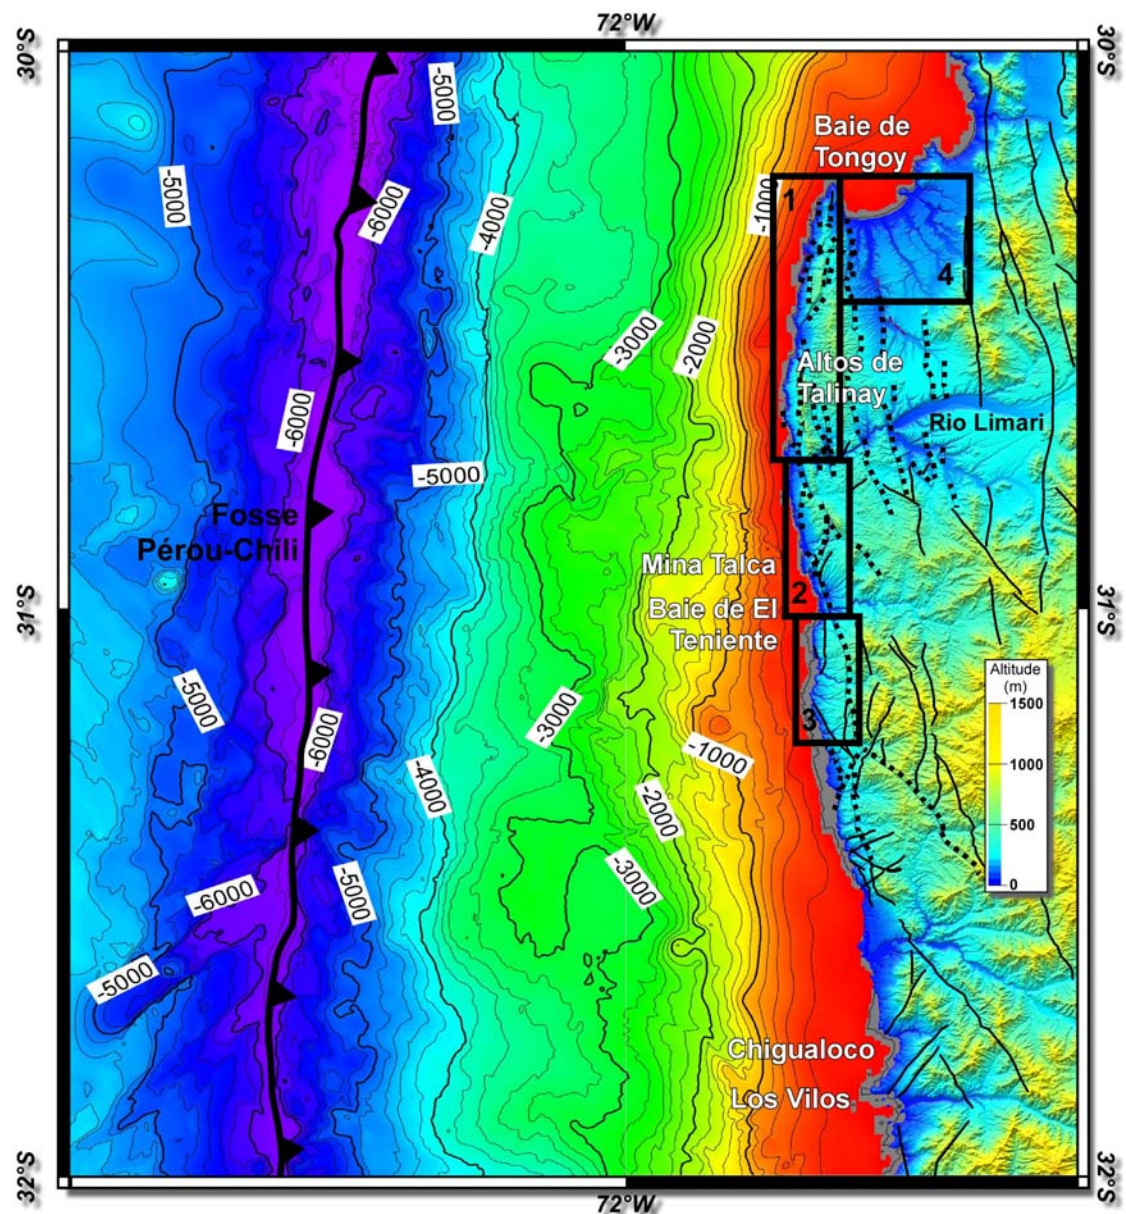 72°W
30°S
30°S
-5000
-5000
-6000
-4000
-1000
Baie de
Tongoy
1
4
-3000
-2000
Altos de
Talinay
-6000
Rio Limari
-5000
Fosse
Pérou-Chili
Mina Talca
2
Baie de El
Teniente
31°S
31°S
-5000
-3000
-6000
-1000
3
Altitude
(m)
1500
1000
500
0
-4000
-2000
-6000
-5000
-3000
-5000
Chigualoco
Los Vilos
32°S
32°S
72°W